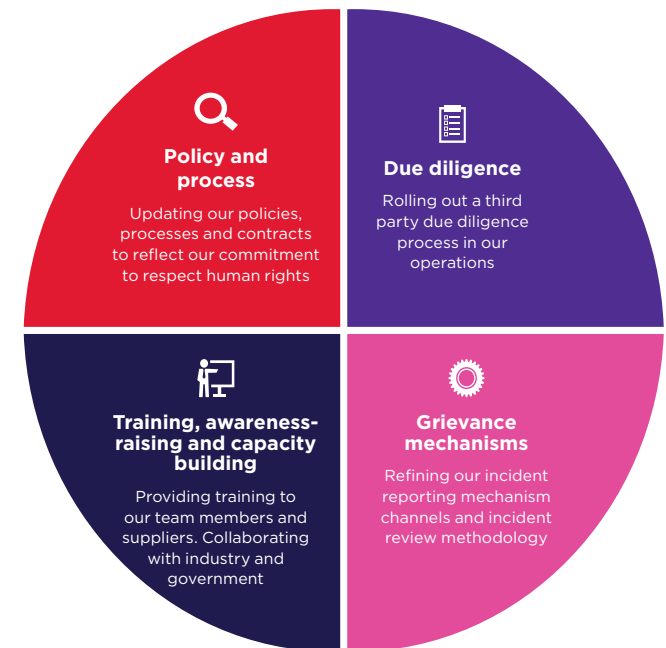 Policy and
process
Updating our policies,
processes and contracts
to reflect our commitment
to respect human rights
Due diligence
Rolling out a third
party due diligence
process in our
operations
Training, awareness-
raising and capacity
building
Providing training to
our team members and
suppliers. Collaborating
with industry and
government
Grievance
mechanisms
Refining our incident
reporting mechanism
channels and incident
review methodology